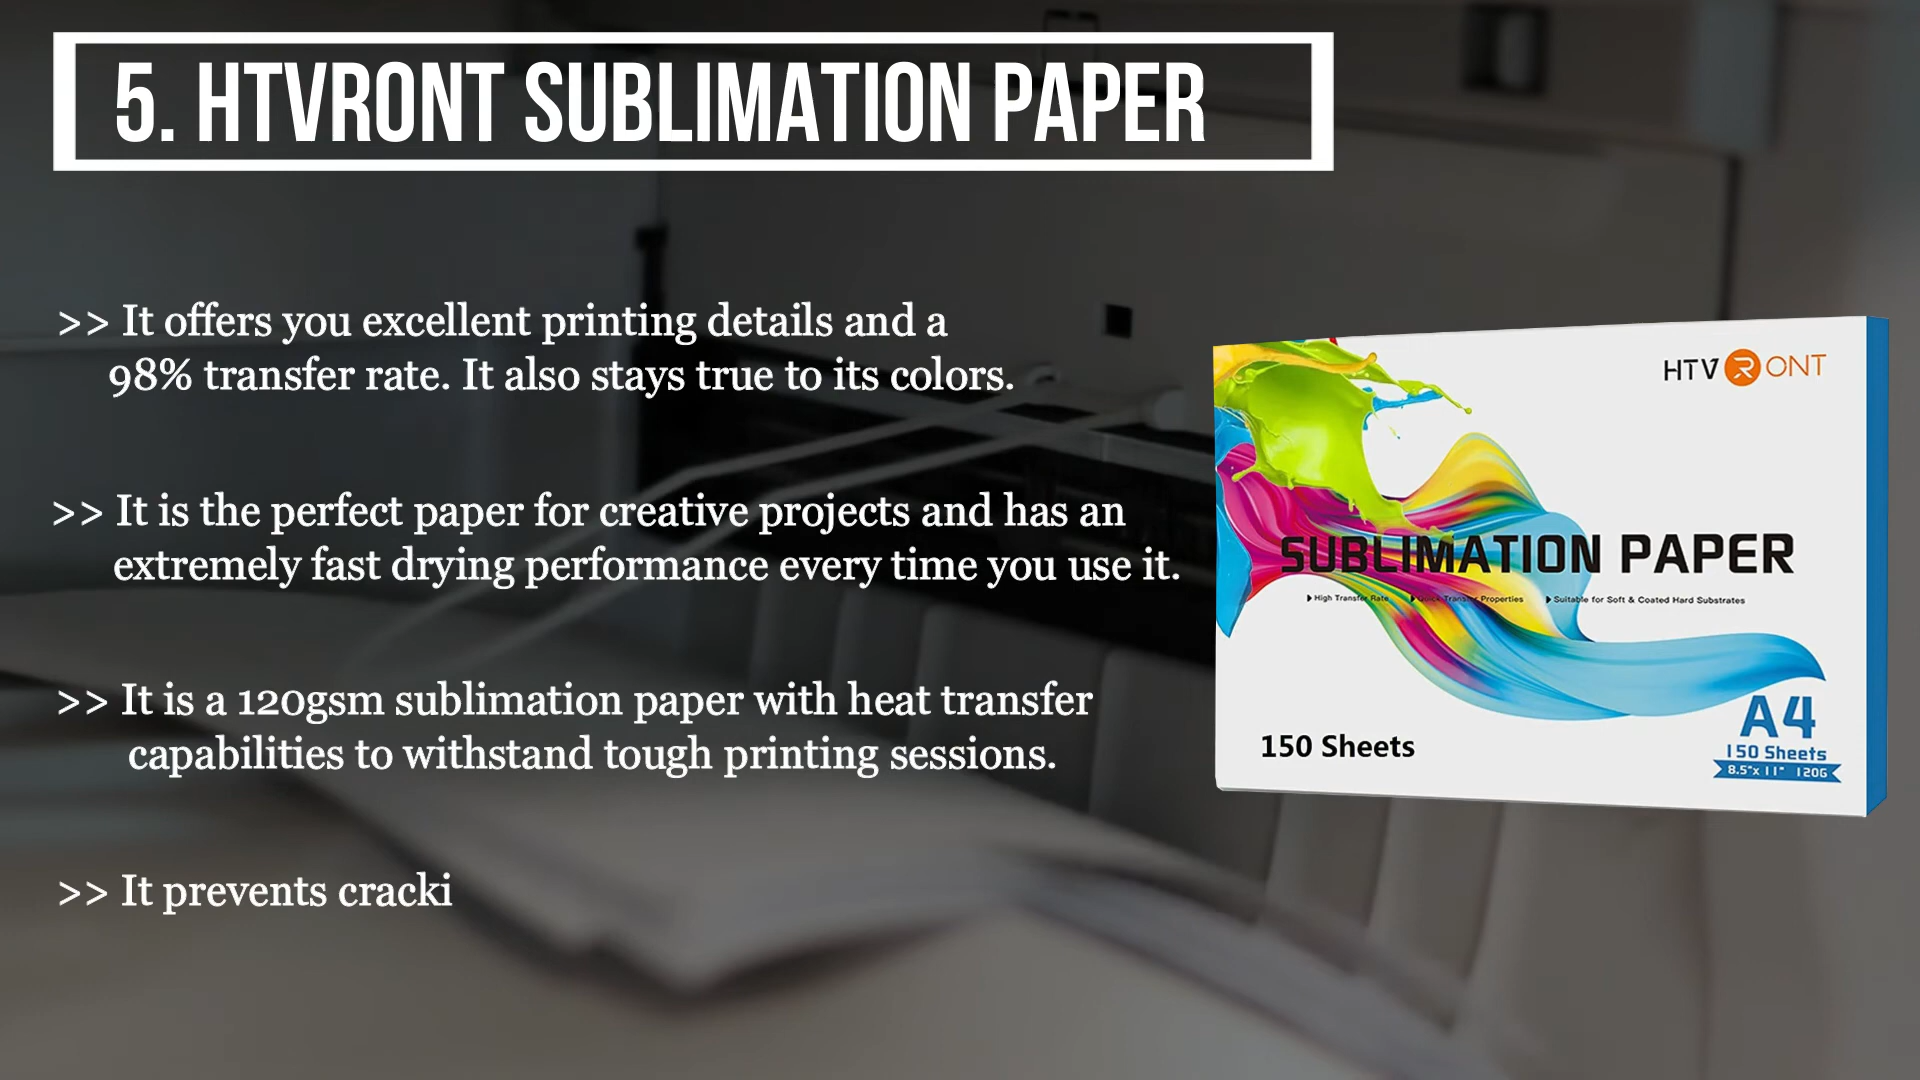 5. HTVRONT SUBLIMATION PAPER
>> It offers you excellent printing details and a
98% transfer rate. It also stays true to its colors.
>> It is the perfect paper for creative projects and has an
extremely fast drying performance every time you use it.
>> It is a 120gsm sublimation paper with heat transfer
capabilities to withstand tough printing sessions.
>> It prevents cracki
HTVRONT
SUBLIMATION PAPER
High Transfer Rate Quick Transfer Properties Suitable for Soft & Coated Hard Substrates
150 Sheets
A4
150 Sheets
8.5"x 11" 120G